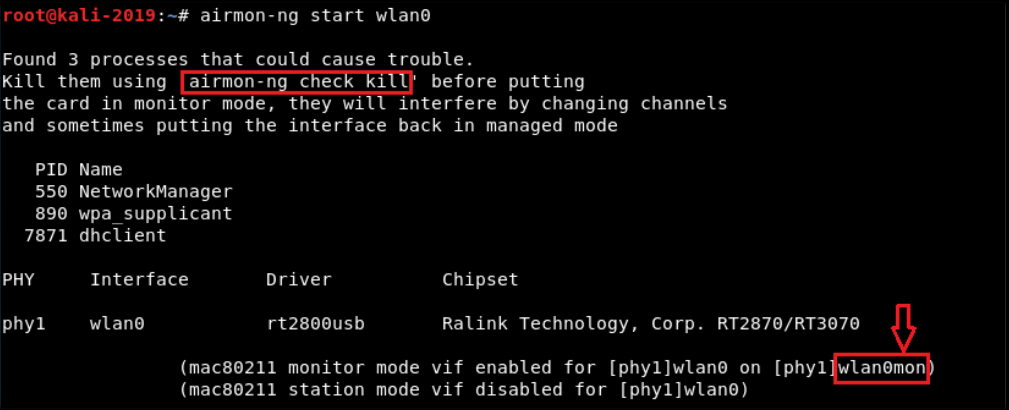 root@kali-2019:~# airmon-ng start wlan0
Found 3 processes that could cause trouble.
Kill them using 'airmon-ng check kill' before putting
the card in monitor mode, they will interfere by changing channels
and sometimes putting the interface back in managed mode
PID Name
550 NetworkManager
890 wpa_supplicant
7871 dhclient
PHY Interface Driver Chipset
phy1 wlan0 rt2800usb Ralink Technology, Corp. RT2870/RT3070
(mac80211 monitor mode vif enabled for [phy1]wlan0 on [phy1]wlan0mon)
(mac80211 station mode vif disabled for [phy1]wlan0)